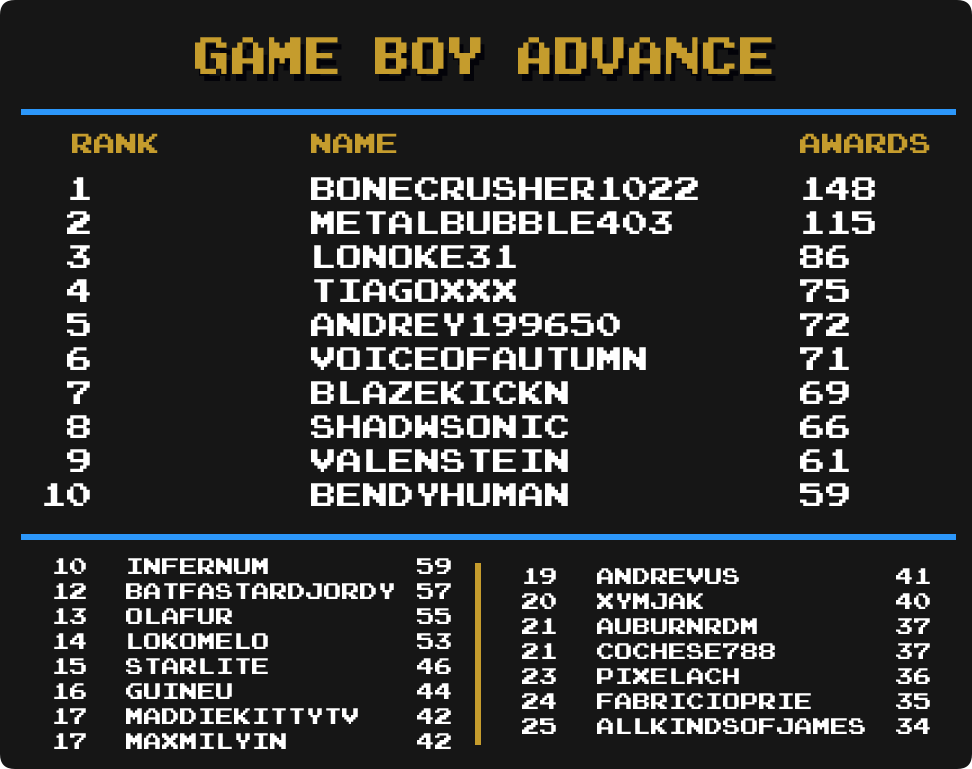 GAME BOY ADVANCE
RANK NAME AWARDS
1 BONECRUSHER1022 148
2 METALBUBBLE403 115
3 LONOKE31 86
4 TIAGOXXX 75
5 ANDREY199650 72
6 VOICEOFAUTUMN 71
7 BLAZEKICKN 69
8 SHADWSONIC 66
9 VALENSTEIN 61
10 BENDYHUMAN 59
10 INFERNUM 59
12 BATFASTARDJORDY 57
13 OLAFUR 55
14 LOKOMELO 53
15 STARLITE 46
16 GUINEU 44
17 MADDIEKITTYTV 42
17 MAXMILYIN 42
19 ANDREVUS 41
20 XYMJAK 40
21 AUBURNRDM 37
21 COCHESE788 37
23 PIXELACH 36
24 FABRICIOPRIE 35
25 ALLKINDSOFJAMES 34